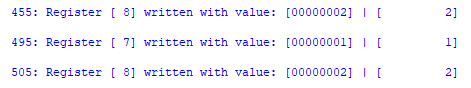 455: Register [ 8] written with value: [00000002] | [         2]
495: Register [ 7] written with value: [00000001] | [         1]
505: Register [ 8] written with value: [00000002] | [         2]